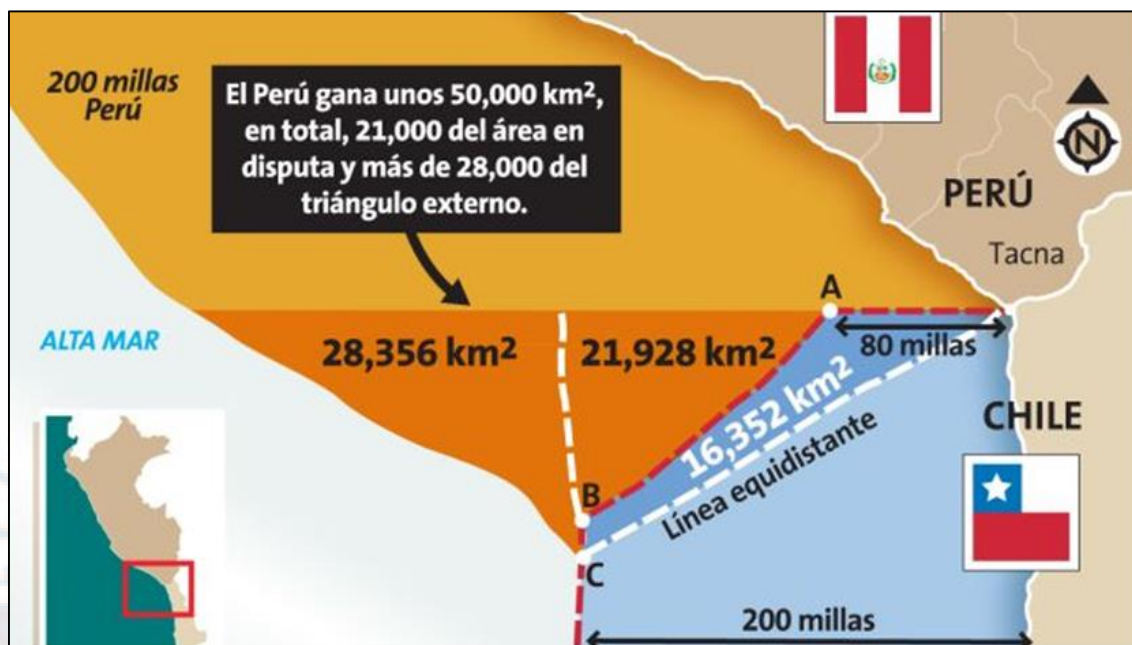 200 millas
Perú
El Perú gana unos 50,000 km²,
en total, 21,000 del área en
disputa y más de 28,000 del
triángulo externo.
N
PERÚ
Tacna
A
ALTA MAR
28,356 km²
21,928 km²
80 millas
16,352 km²
Línea equidistante
CHILE
B
C
200 millas